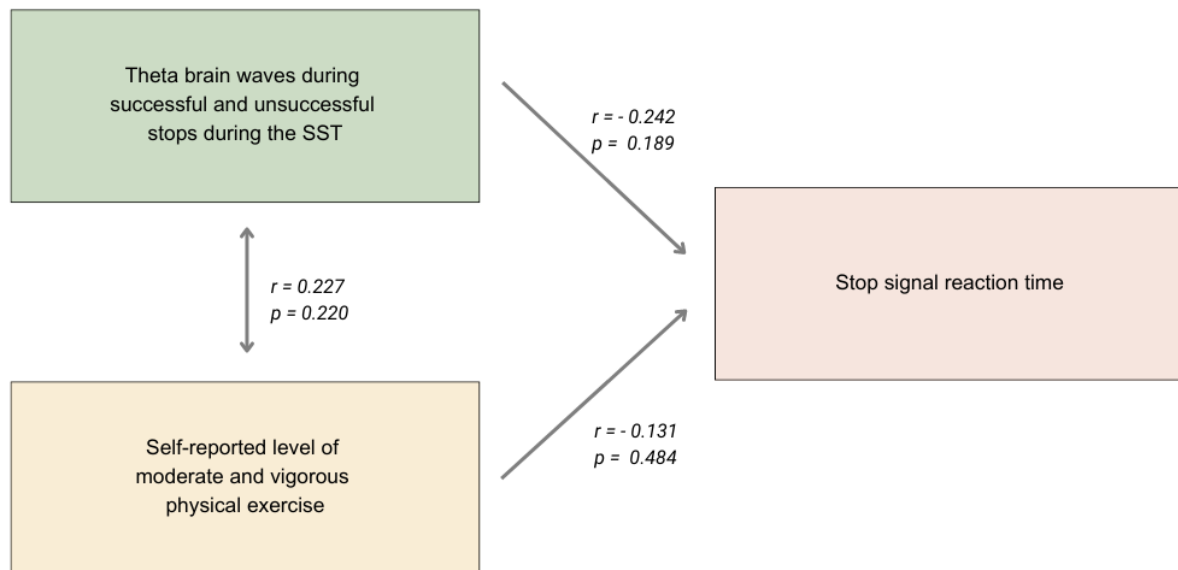 Theta brain waves during
successful and unsuccessful
stops during the SST
r = - 0.242
p =  0.189
Stop signal reaction time
r = 0.227
p = 0.220
Self-reported level of
moderate and vigorous
physical exercise
r = - 0.131
p =  0.484